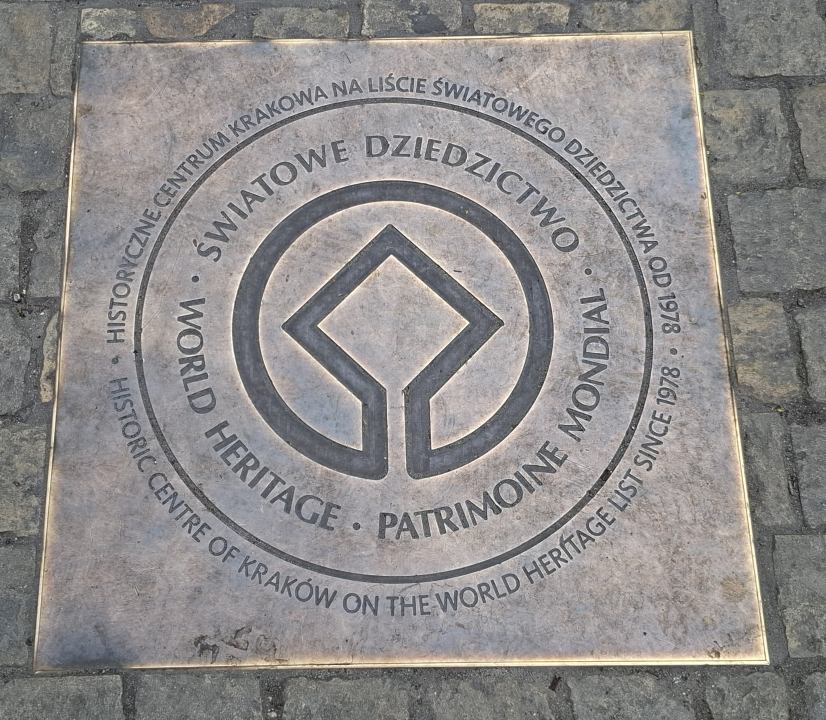 HISTORYCZNE CENTRUM KRAKOWA NA LIŚCIE ŚWIATOWEGO DZIEDZICTWA OD 1978 •
HISTORIC CENTRE OF KRAKÓW ON THE WORLD HERITAGE LIST SINCE 1978 •
ŚWIATOWE DZIEDZICTWO •
WORLD HERITAGE • PATRIMOINE MONDIAL •